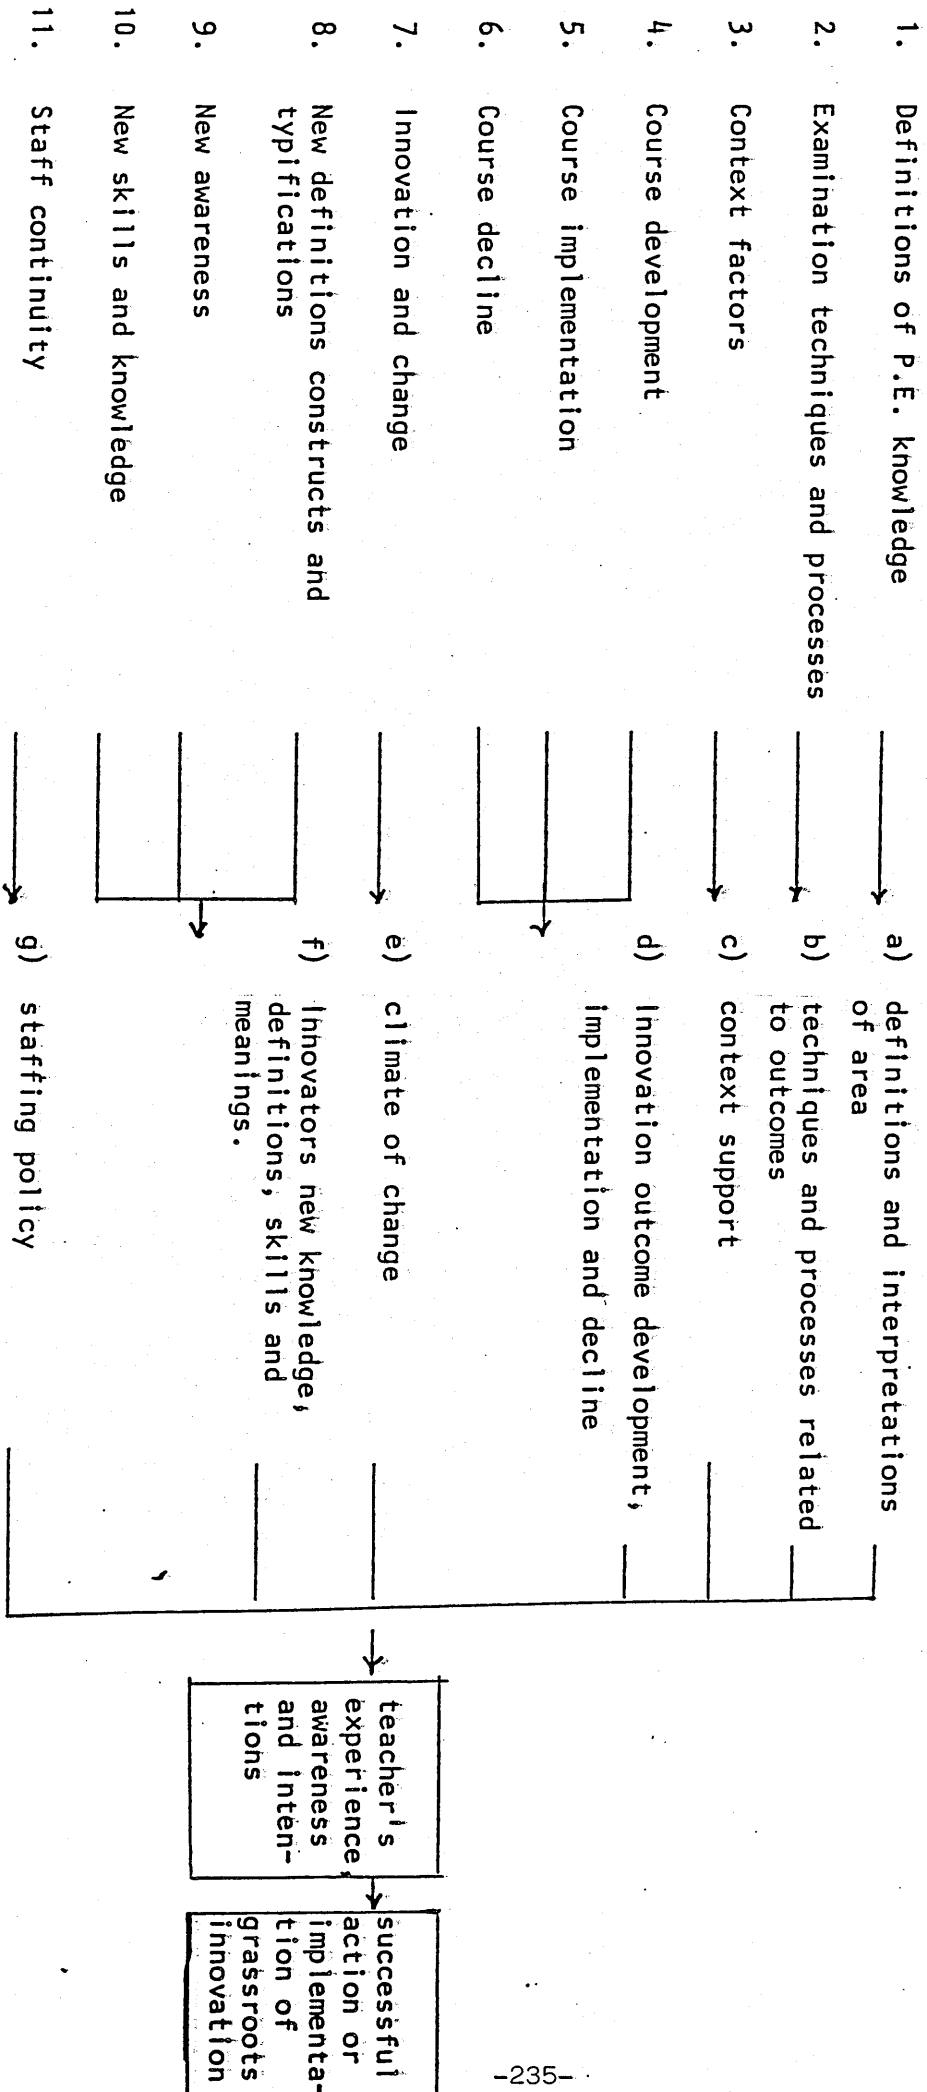 1. Definitions of P.E. knowledge
2. Examination techniques and processes
3. Context factors
4. Course development
5. Course implementation
6. Course decline
7. Innovation and change
8. New definitions constructs and
typifications
9. New awareness
10. New skills and knowledge
11. Staff continuity
a) definitions and interpretations
of area
b) techniques and processes related
to outcomes
c) context support
d) Innovation outcome development,
implementation and decline
e) climate of change
f) Innovators new knowledge,
definitions, skills and
meanings.
g) staffing policy
teacher's
experience,
awareness
and inten-
tions
successful
action or
implementa-
tion of
grassroots
innovation
-235-